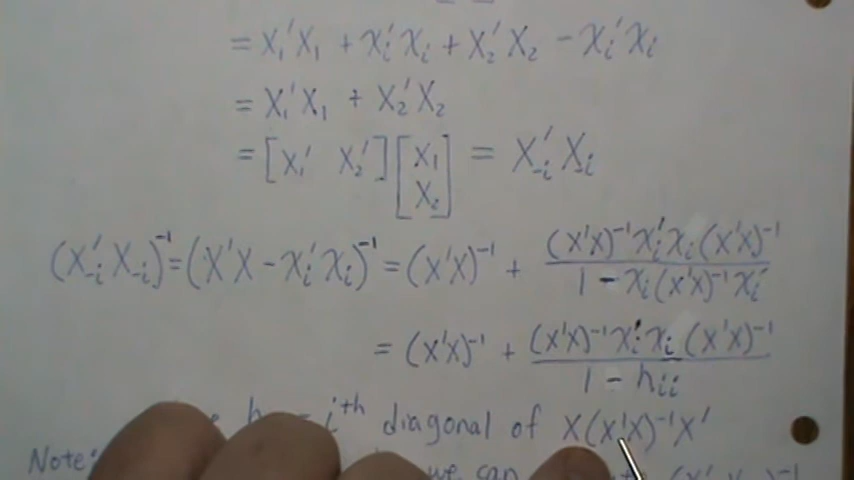 = X₁'X₁ + xᵢ'xᵢ + X₂'X₂ - xᵢ'xᵢ
= X₁'X₁ + X₂'X₂
= [X₁' X₂'] [X₁ X₂] = X₋ᵢ'X₋ᵢ
(X₋ᵢ'X₋ᵢ)⁻¹ = (X'X - xᵢ'xᵢ)⁻¹ = (X'X)⁻¹ + (X'X)⁻¹xᵢ'xᵢ(X'X)⁻¹ / 1 - xᵢ(X'X)⁻¹xᵢ'
= (X'X)⁻¹ + (X'X)⁻¹xᵢ'xᵢ(X'X)⁻¹ / 1 - hᵢᵢ
iᵗʰ diagonal of X(X'X)⁻¹X'
Note: we can